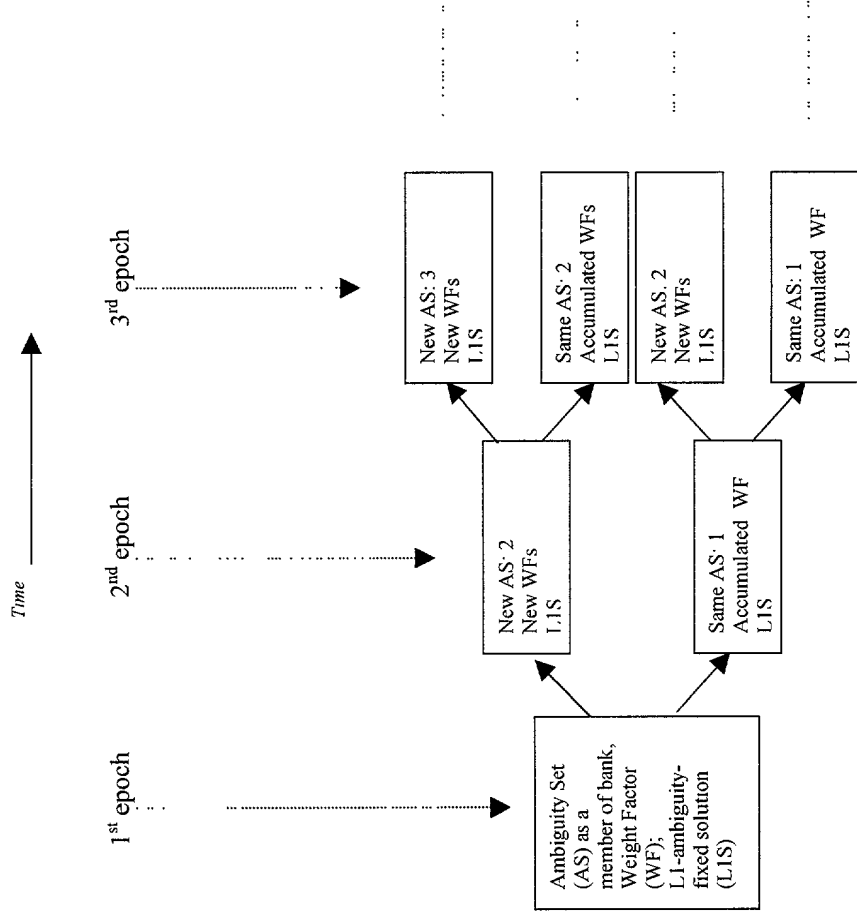 Time
1st epoch
2nd epoch
3rd epoch
Ambiguity Set
(AS) as a
member of bank,
Weight Factor
(WF);
L1-ambiguity-
fixed solution
(L1S)
New AS· 2
New WFs
L1S
Same AS· 1
Accumulated WF
L1S
New AS: 3
New WFs
L1S
Same AS· 2
Accumulated WFs
L1S
New AS. 2
New WFs
L1S
Same AS: 1
Accumulated WF
L1S